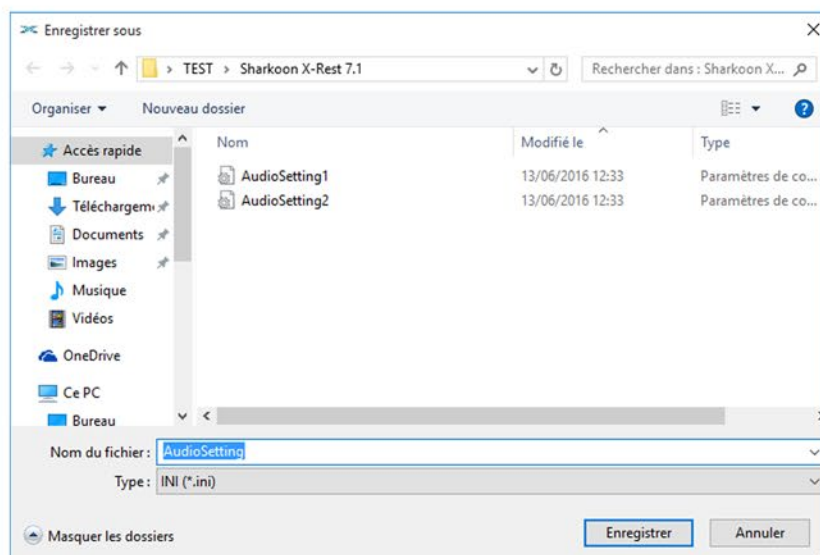 Enregistrer sous
TEST > Sharkoon X-Rest 7.1
Rechercher dans : Sharkoon X...
Organiser
Nouveau dossier
?
Accès rapide
Bureau
Téléchargem
Documents
Images
Musique
Vidéos
OneDrive
Ce PC
Bureau
Nom Modifié le Type
AudioSetting1 13/06/2016 12:33 Paramètres de co...
AudioSetting2 13/06/2016 12:33 Paramètres de co...
Nom du fichier : AudioSetting
Type : INI (*.ini)
Masquer les dossiers
Enregistrer
Annuler